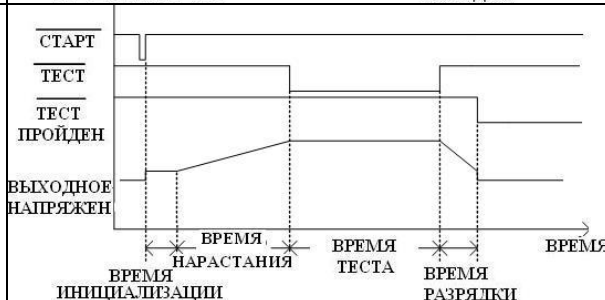 СТАРТ
ТЕСТ
ТЕСТ
ПРОЙДЕН
ВЫХОДНОЕ
НАПРЯЖЕН
ВРЕМЯ
НАРАСТАНИЯ
ВРЕМЯ
ТЕСТА
ВРЕМЯ
ВРЕМЯ
ИНИЦИАЛИЗАЦИИ
ВРЕМЯ
РАЗРЯДКИ